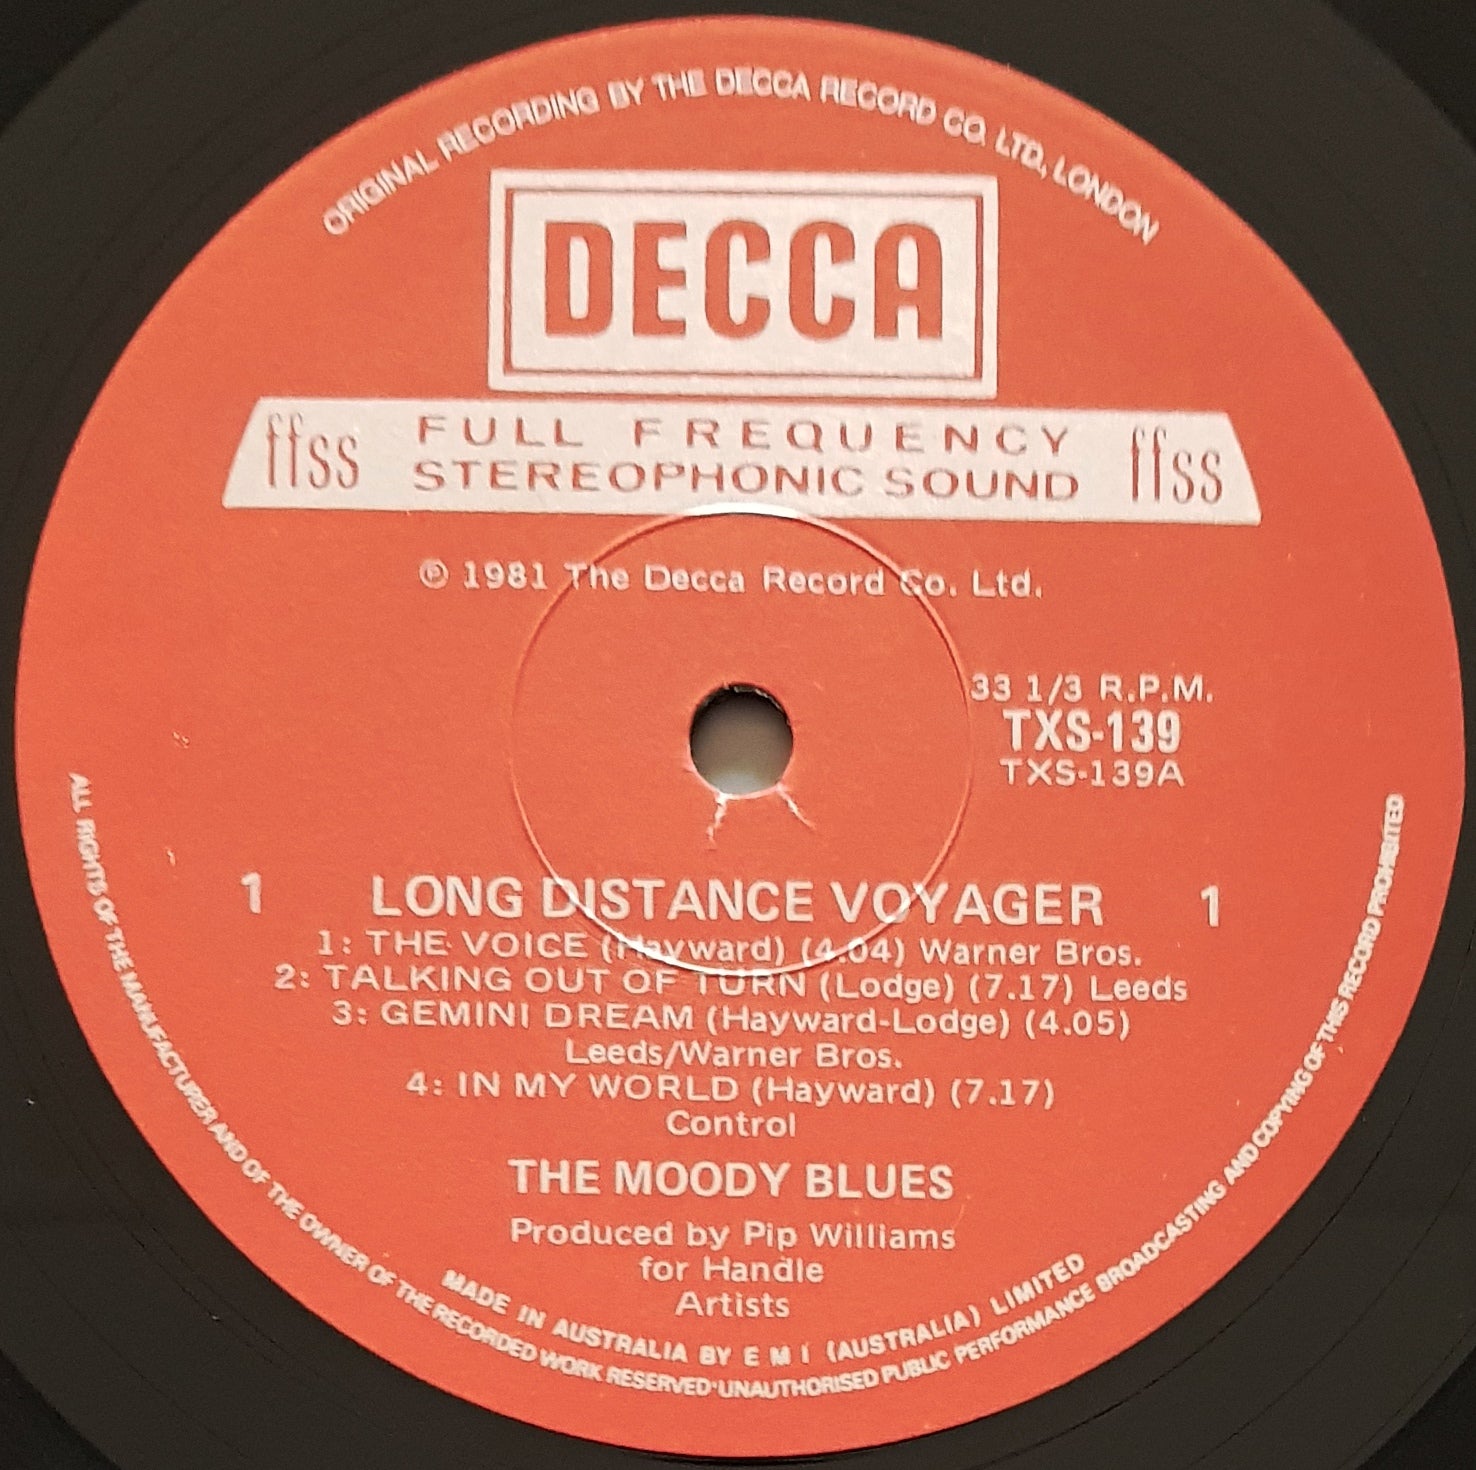 ORIGINAL RECORDING BY THE DECCA RECORD CO. LTD., LONDON
DECCA
ffss FULL FREQUENCY ffss
STEREOPHONIC SOUND
℗ 1981 The Decca Record Co. Ltd.
33 1/3 R.P.M.
TXS-139
TXS-139A
1 LONG DISTANCE VOYAGER 1
1: THE VOICE (Hayward) (4.04) Warner Bros.
2: TALKING OUT OF TURN (Lodge) (7.17) Leeds
3: GEMINI DREAM (Hayward-Lodge) (4.05)
Leeds/Warner Bros.
4: IN MY WORLD (Hayward) (7.17)
Control
THE MOODY BLUES
Produced by Pip Williams
for Handle
Artists
MADE IN AUSTRALIA BY E M I (AUSTRALIA) LIMITED
ALL RIGHTS OF THE MANUFACTURER AND OF THE OWNER OF THE RECORDED WORK RESERVED·UNAUTHORISED PUBLIC PERFORMANCE BROADCASTING AND COPYING OF THIS RECORD PROHIBITED